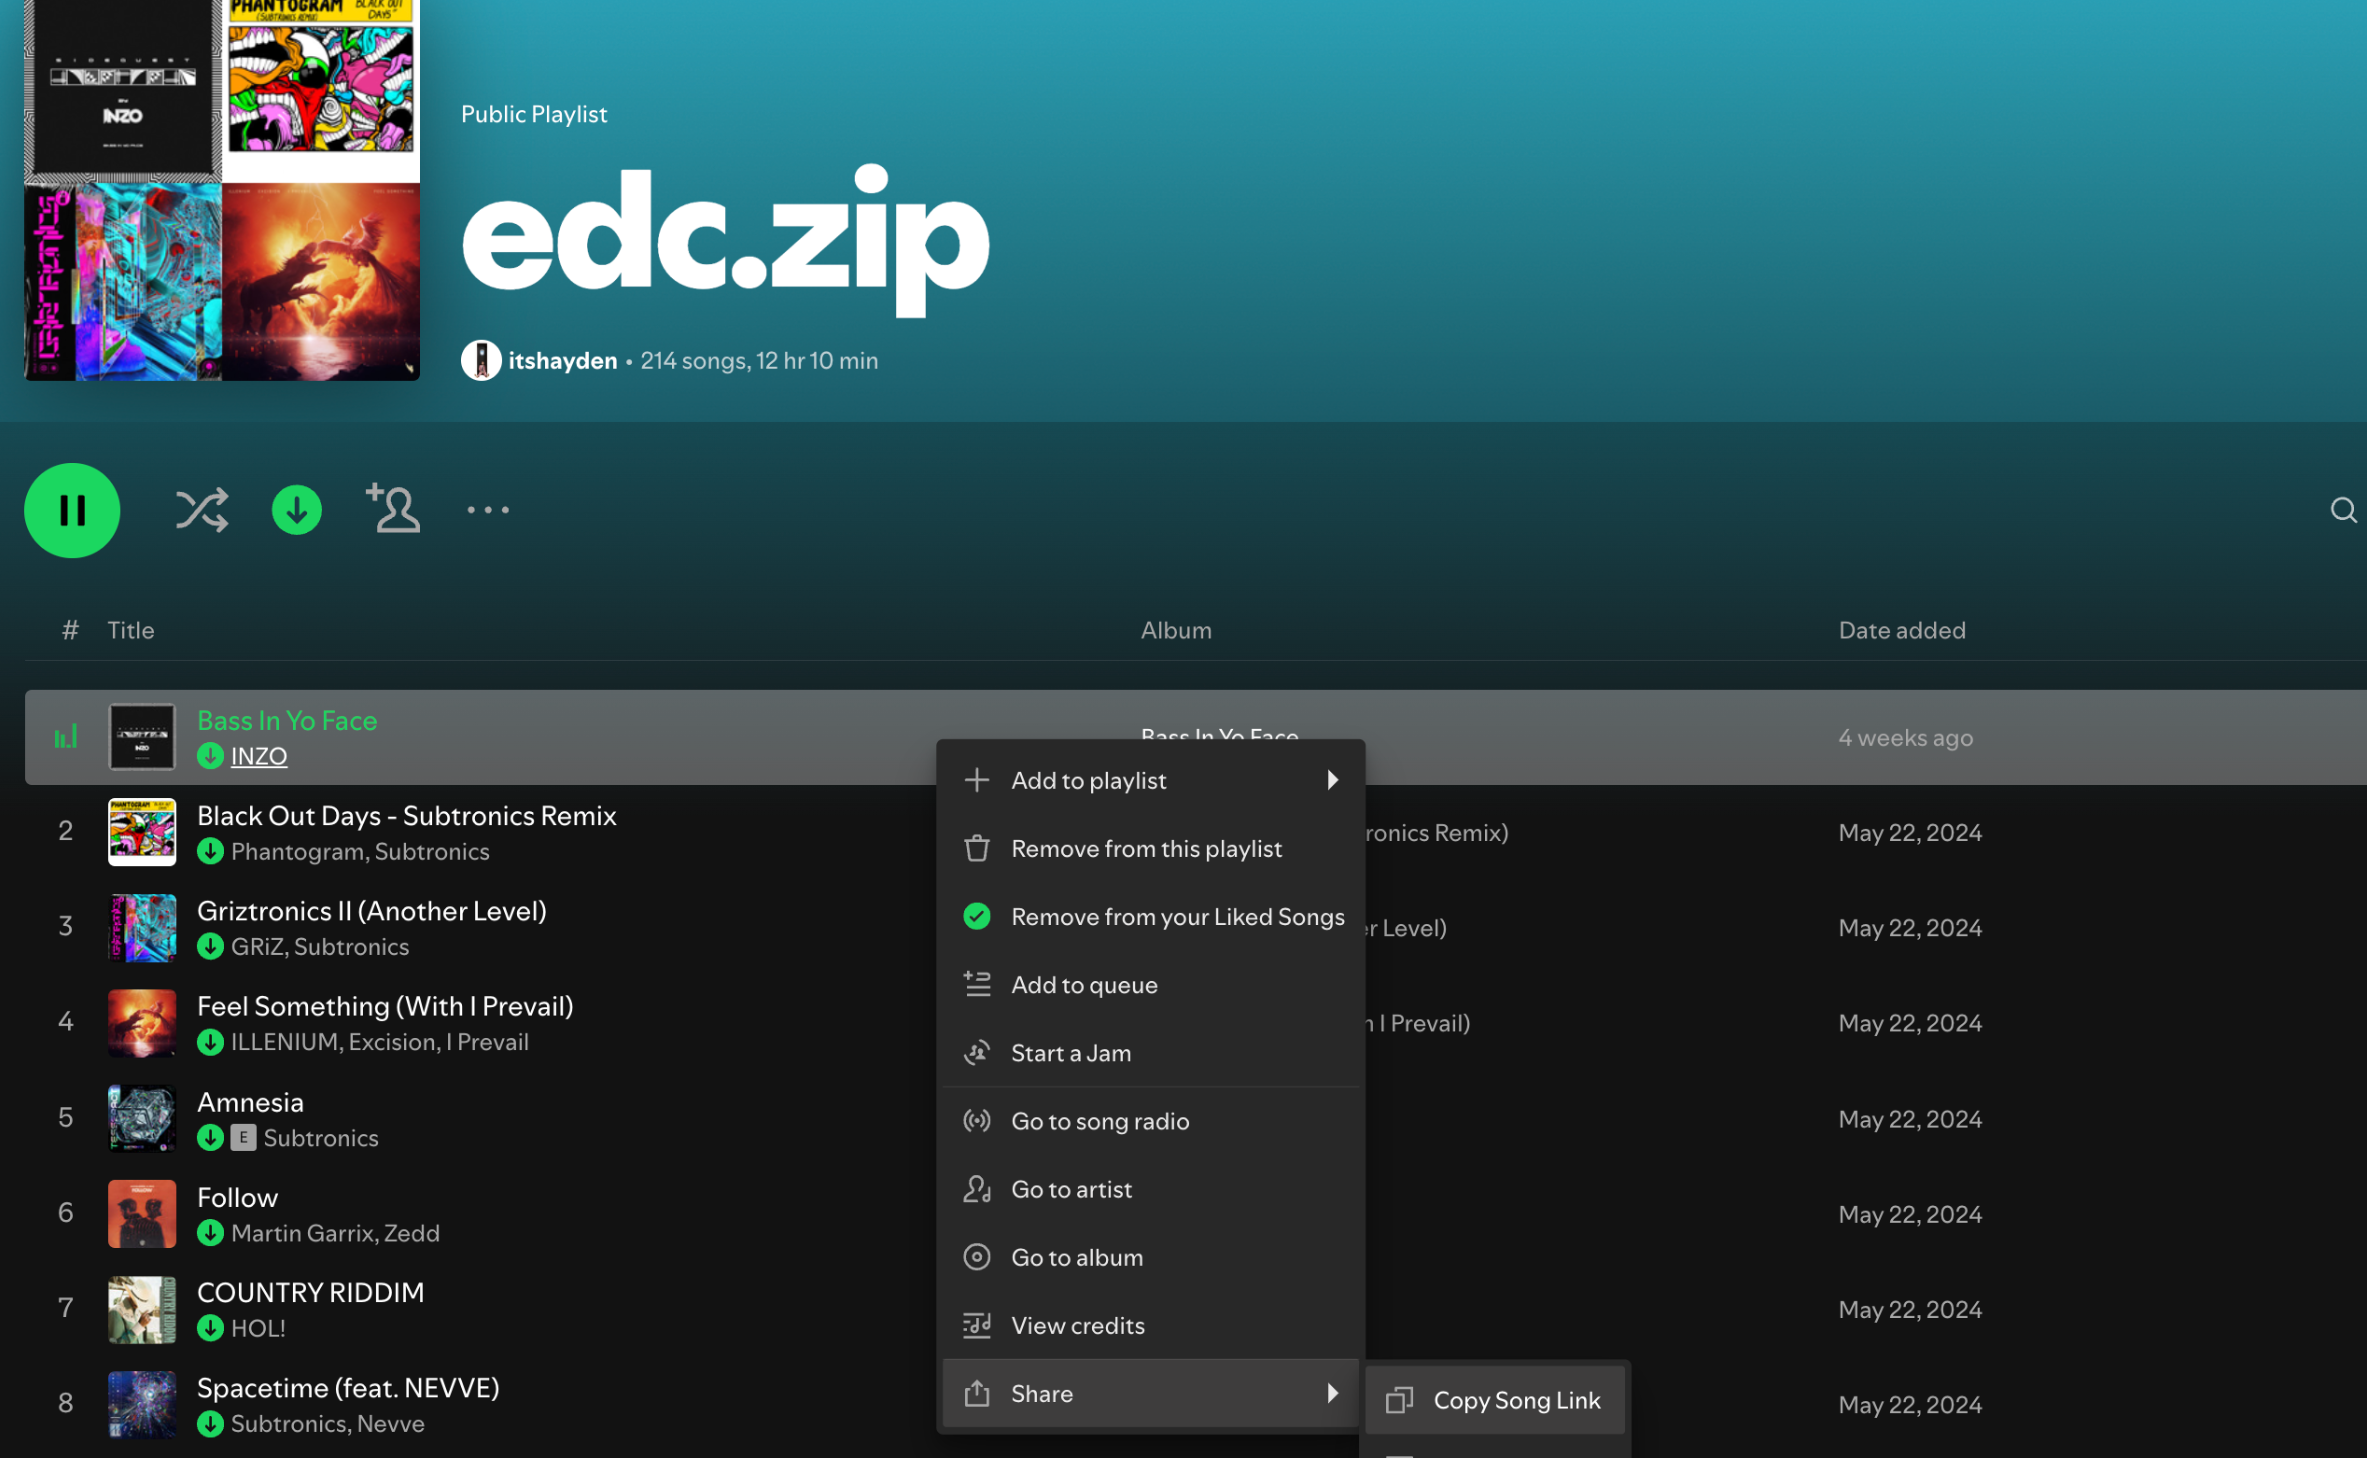 PHANTOGRAM
(SUBTRONICS REMIX)
BLACK OUT
DAYS"
SIDEQUEST
INZO
Public Playlist
edc.zip
itshayden • 214 songs, 12 hr 10 min
# Title Album Date added
Bass In Yo Face
INZO
Bass In Yo Face
4 weeks ago
2
Black Out Days - Subtronics Remix
Phantogram, Subtronics
ronics Remix)
May 22, 2024
3
Griztronics II (Another Level)
GRiZ, Subtronics
r Level)
May 22, 2024
4
Feel Something (With I Prevail)
ILLENIUM, Excision, I Prevail
I Prevail)
May 22, 2024
5
Amnesia
E Subtronics
May 22, 2024
6
Follow
Martin Garrix, Zedd
May 22, 2024
7
COUNTRY RIDDIM
HOL!
May 22, 2024
8
Spacetime (feat. NEVVE)
Subtronics, Nevve
May 22, 2024
Add to playlist
Remove from this playlist
Remove from your Liked Songs
Add to queue
Start a Jam
Go to song radio
Go to artist
Go to album
View credits
Share
Copy Song Link